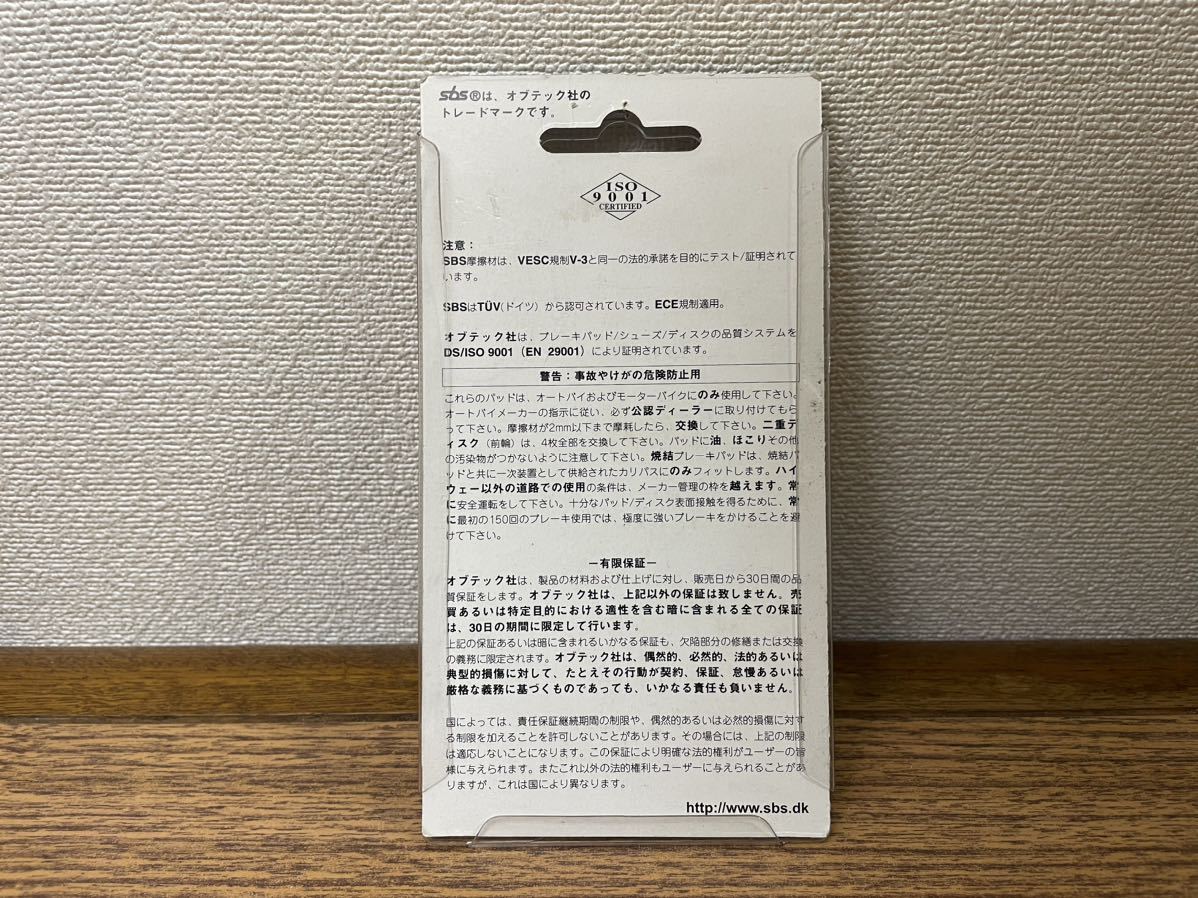 sbs®は、オブテック社の
トレードマークです。
ISO
9001
CERTIFIED
注意：
SBS摩擦材は、VESC規制V-3と同一の法的承諾を目的にテスト/証明されて
います。
SBSはTÜV(ドイツ）から認可されています。ECE規制適用。
オブテック社は、ブレーキパッド/シューズ/ディスクの品質システムを
DS/ISO 9001（EN 29001）により証明されています。
警告：事故やけがの危険防止用
これらのパッドは、オートバイおよびモーターバイクにのみ使用して下さい。
オートバイメーカーの指示に従い、必ず公認ディーラーに取り付けてもら
って下さい。摩擦材が2mm以下まで摩耗したら、交換して下さい。二重デ
ィスク（前輪）は、4枚全部を交換して下さい。パッドに油、ほこりその他
の汚染物がつかないように注意して下さい。焼結ブレーキパッドは、焼結パ
ッドと共に一次装置として供給されたカリパスにのみフィットします。ハイ
ウェー以外の道路での使用の条件は、メーカー管理の枠を越えます。常
に安全運転をして下さい。十分なパッド/ディスク表面接触を得るために、常
に最初の150回のブレーキ使用では、極度に強いブレーキをかけることを避
けて下さい。
—有限保証—
オブテック社は、製品の材料および仕上げに対し、販売日から30日間の品
質保証をします。オブテック社は、上記以外の保証は致しません。売
買あるいは特定目的における適性を含む暗に含まれる全ての保証
は、30日の期間に限定して行います。
上記の保証あるいは暗に含まれるいかなる保証も、欠陥部分の修繕または交換
の義務に限定されます。オブテック社は、偶然的、必然的、法的あるいは
典型的損傷に対して、たとえその行動が契約、保証、怠慢あるいは
厳格な義務に基づくものであっても、いかなる責任も負いません。
国によっては、責任保証継続期間の制限や、偶然的あるいは必然的損傷に対す
る制限を加えることを許可しないことがあります。その場合には、上記の制限
は適応しないことになります。この保証により明確な法的権利がユーザーの皆
様に与えられます。またこれ以外の法的権利もユーザーに与えられることがあ
りますが、これは国により異なります。
http://www.sbs.dk